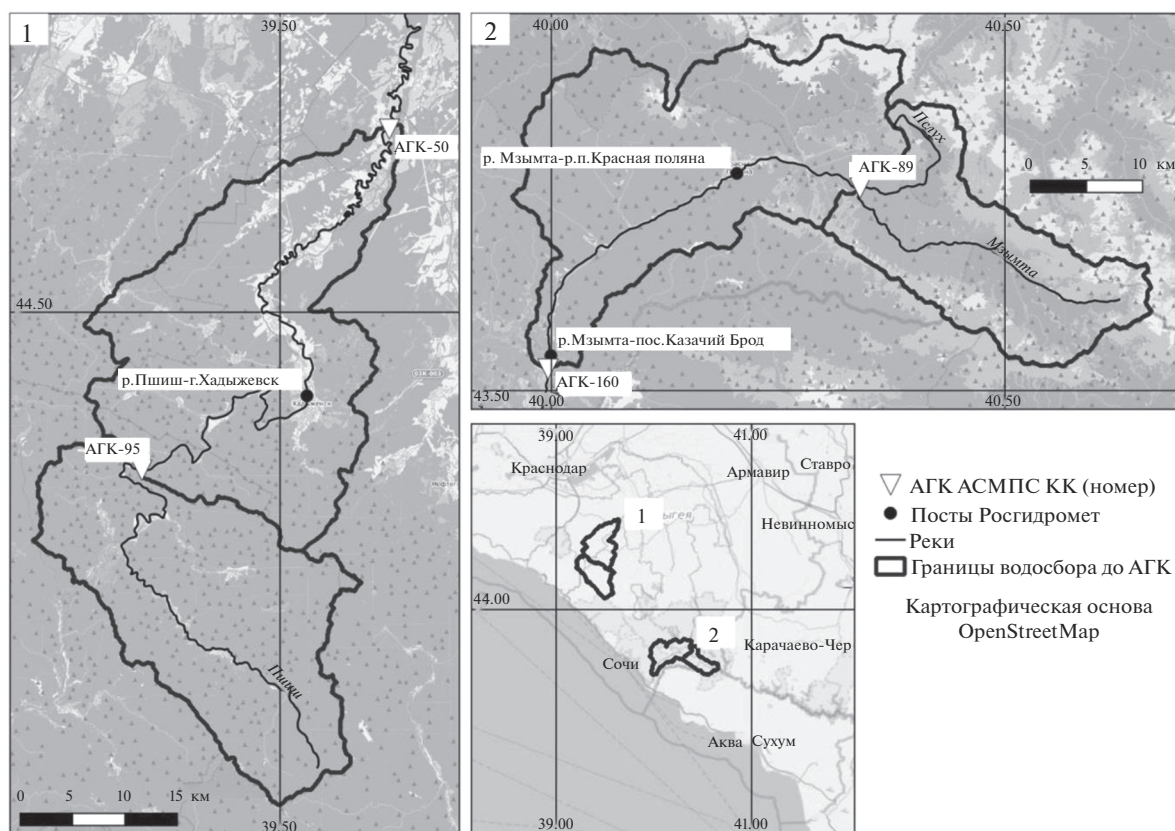 1
39.50
АГК-50
44.50
р.Пшиш-г.Хадыженск
АГК-95
Пшиш
0 5 10 15 км
39.50
2
40.00
40.50
Пслух
р. Мзымта-р.п.Красная поляна
АГК-89
0 5 10
км
Мзымта
р.Мзымта-пос.Казачий Брод
АГК-160
43.50
40.00
40.50
39.00
41.00
Краснодар
Армавир
Ставро
1
Невинномыс
44.00
2
Карачаево-Чер
Сочи
Аква
Сухум
39.00
41.00
АГК АСМПС КК (номер)
Посты Росгидромет
Реки
Границы водосбора до АГК
Картографическая основа
OpenStreetMap